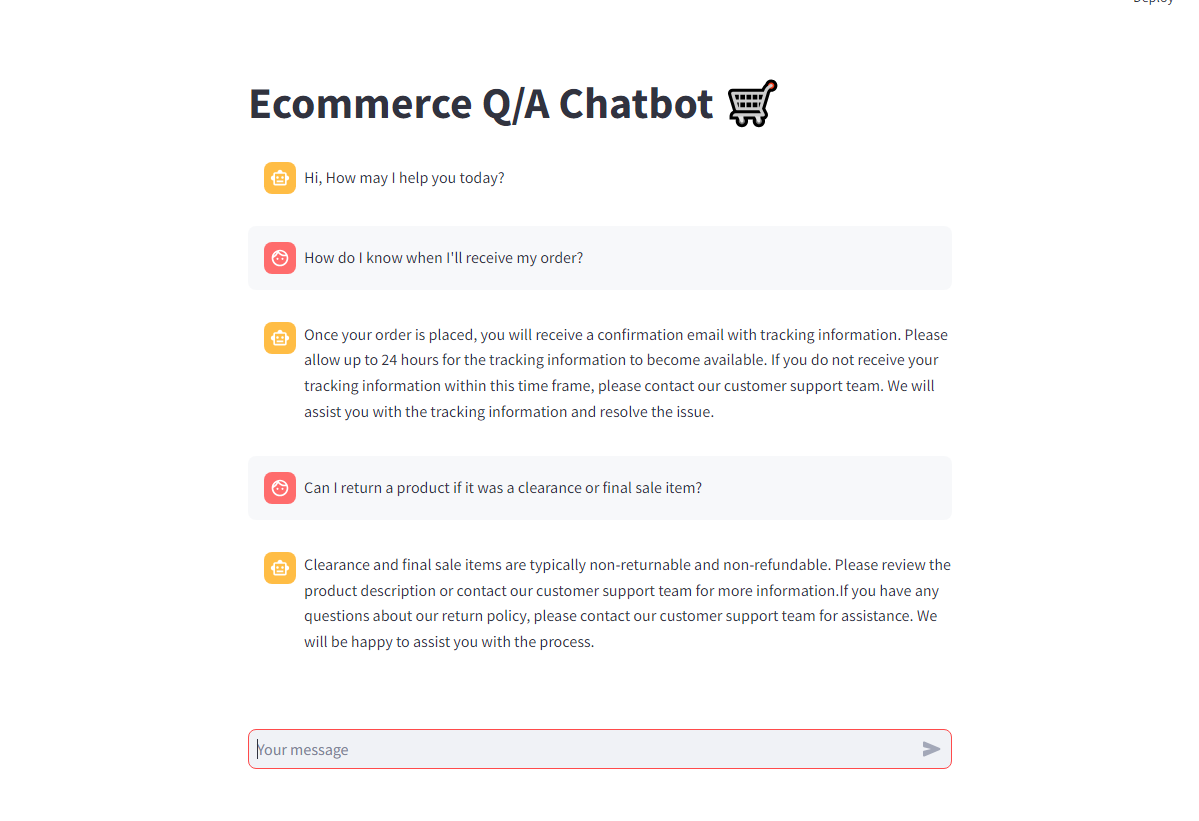 Deploy
Ecommerce Q/A Chatbot
Hi, How may I help you today?
How do I know when I'll receive my order?
Once your order is placed, you will receive a confirmation email with tracking information. Please
allow up to 24 hours for the tracking information to become available. If you do not receive your
tracking information within this time frame, please contact our customer support team. We will
assist you with the tracking information and resolve the issue.
Can I return a product if it was a clearance or final sale item?
Clearance and final sale items are typically non-returnable and non-refundable. Please review the
product description or contact our customer support team for more information.If you have any
questions about our return policy, please contact our customer support team for assistance. We
will be happy to assist you with the process.
Your message